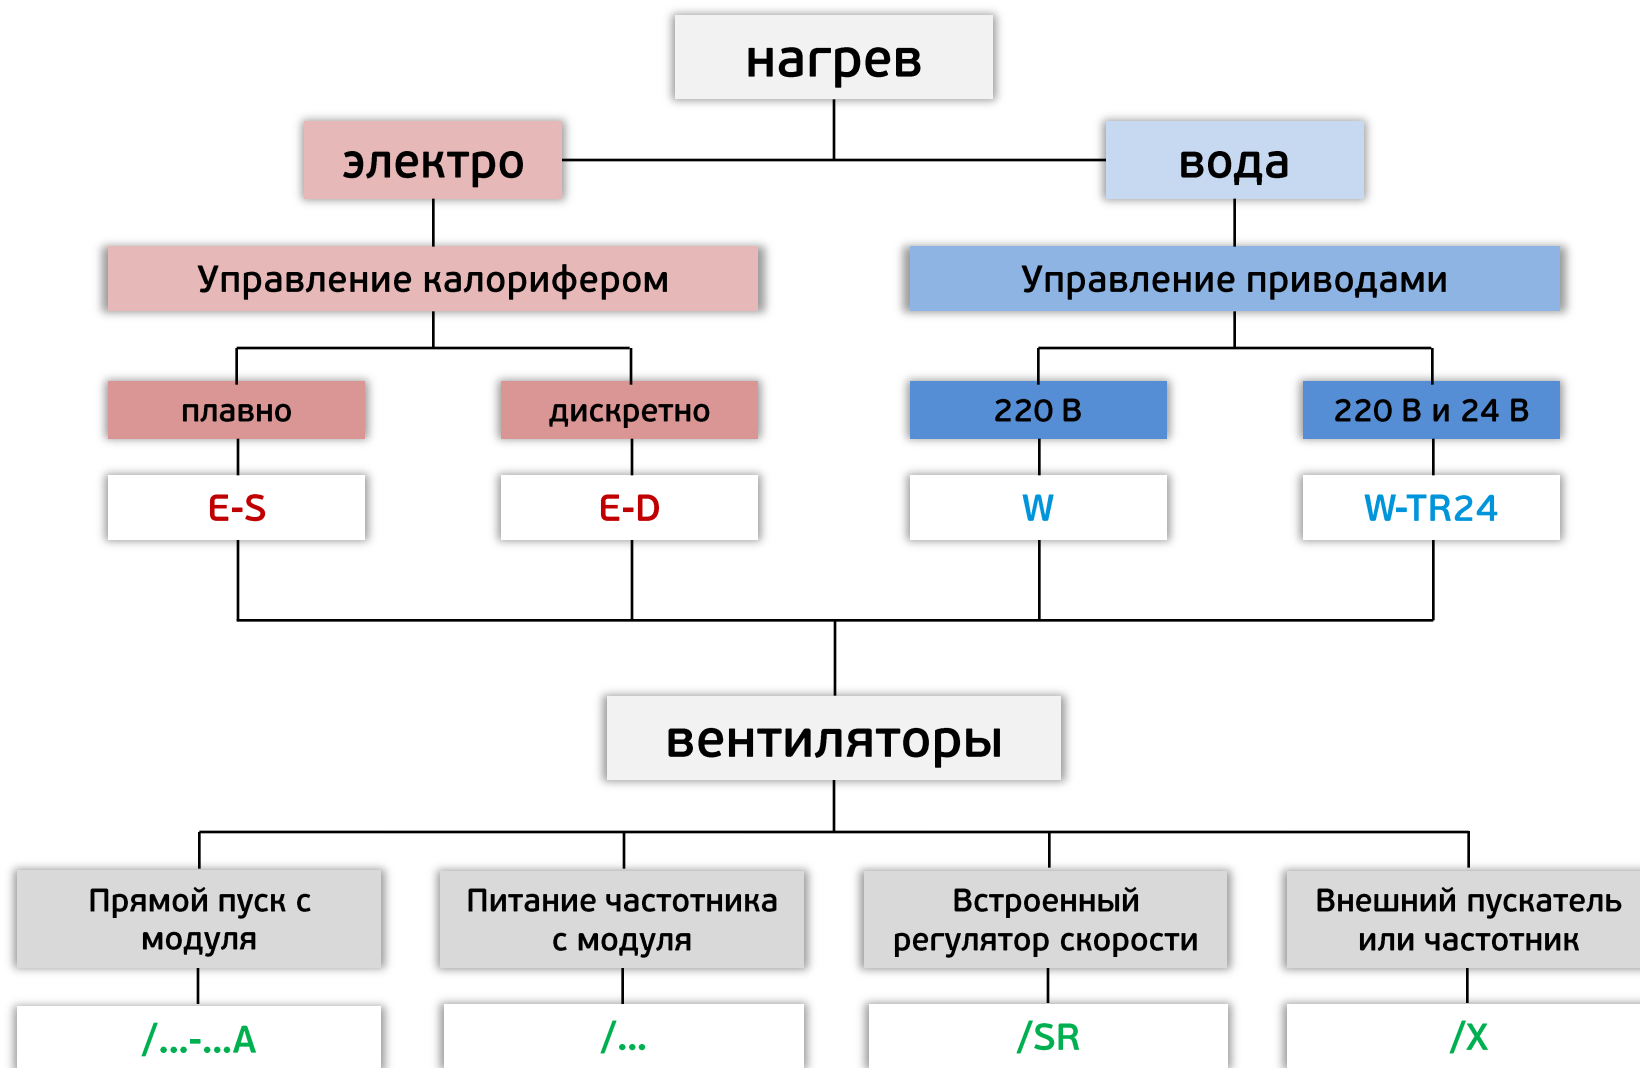 нагрев
электро
вода
Управление калорифером
Управление приводами
плавно
дискретно
220 В
220 В и 24 В
E-S
E-D
W
W-TR24
вентиляторы
Прямой пуск с
модуля
Питание частотника
с модуля
Встроенный
регулятор скорости
Внешний пускатель
или частотник
/...-...А
/...
/SR
/X